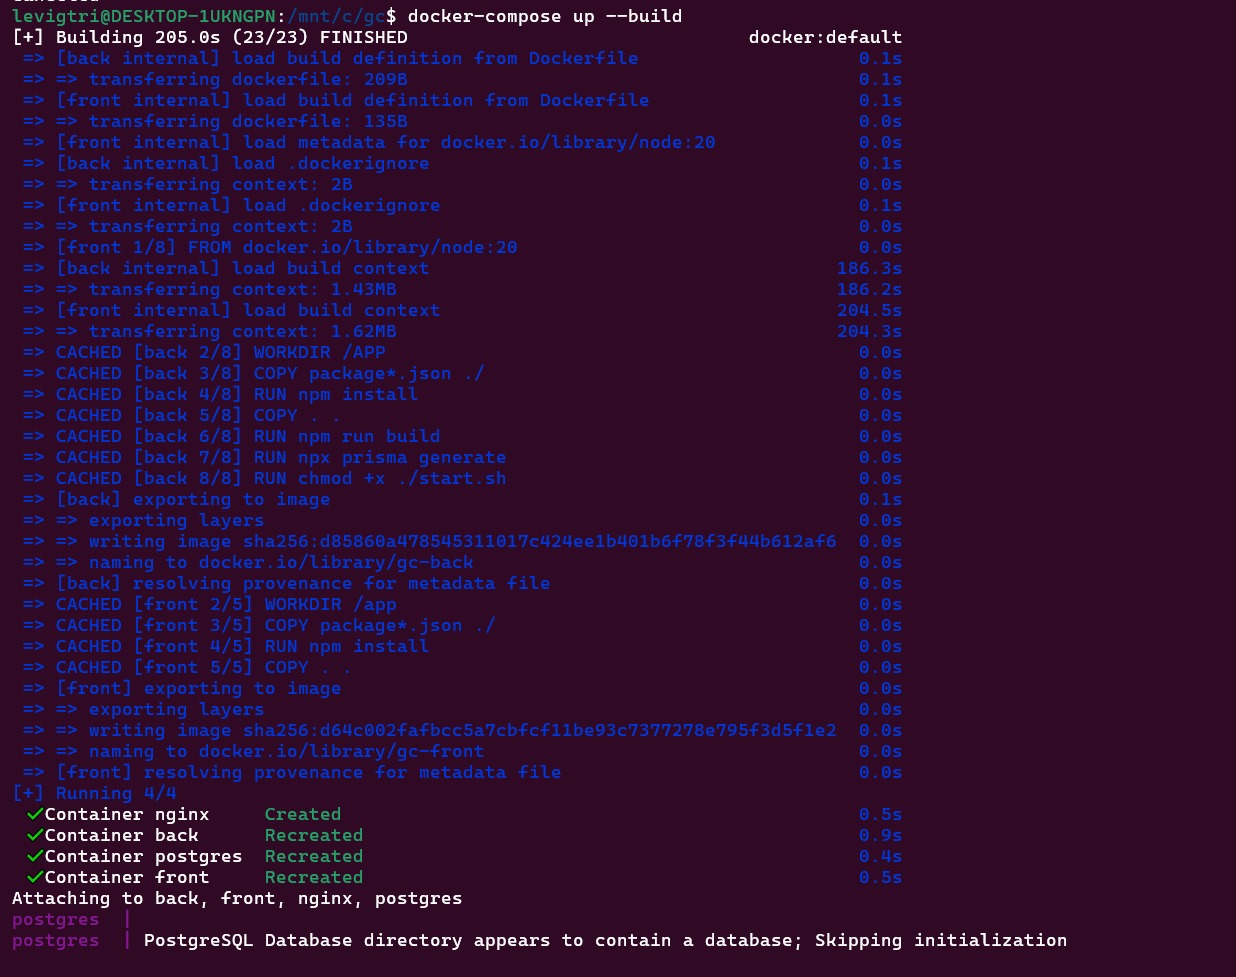 levigtri@DESKTOP-1UKNGPN:/mnt/c/gc$ docker-compose up --build
[+] Building 205.0s (23/23) FINISHED docker:default
=> [back internal] load build definition from Dockerfile 0.1s
=> => transferring dockerfile: 209B 0.1s
=> [front internal] load build definition from Dockerfile 0.1s
=> => transferring dockerfile: 135B 0.0s
=> [front internal] load metadata for docker.io/library/node:20 0.0s
=> [back internal] load .dockerignore 0.1s
=> => transferring context: 2B 0.0s
=> [front internal] load .dockerignore 0.1s
=> => transferring context: 2B 0.0s
=> [front 1/8] FROM docker.io/library/node:20 0.0s
=> [back internal] load build context 186.3s
=> => transferring context: 1.43MB 186.2s
=> [front internal] load build context 204.5s
=> => transferring context: 1.62MB 204.3s
=> CACHED [back 2/8] WORKDIR /APP 0.0s
=> CACHED [back 3/8] COPY package*.json ./ 0.0s
=> CACHED [back 4/8] RUN npm install 0.0s
=> CACHED [back 5/8] COPY . . 0.0s
=> CACHED [back 6/8] RUN npm run build 0.0s
=> CACHED [back 7/8] RUN npx prisma generate 0.0s
=> CACHED [back 8/8] RUN chmod +x ./start.sh 0.0s
=> [back] exporting to image 0.1s
=> => exporting layers 0.0s
=> => writing image sha256:d85860a478545311017c424ee1b401b6f78f3f44b612af6 0.0s
=> => naming to docker.io/library/gc-back 0.0s
=> [back] resolving provenance for metadata file 0.0s
=> CACHED [front 2/5] WORKDIR /app 0.0s
=> CACHED [front 3/5] COPY package*.json ./ 0.0s
=> CACHED [front 4/5] RUN npm install 0.0s
=> CACHED [front 5/5] COPY . . 0.0s
=> [front] exporting to image 0.0s
=> => exporting layers 0.0s
=> => writing image sha256:d64c002fafbcc5a7cbfcf11be93c7377278e795f3d5f1e2 0.0s
=> => naming to docker.io/library/gc-front 0.0s
=> [front] resolving provenance for metadata file 0.0s
[+] Running 4/4
✓Container nginx Created 0.5s
✓Container back Recreated 0.9s
✓Container postgres Recreated 0.4s
✓Container front Recreated 0.5s
Attaching to back, front, nginx, postgres
postgres |
postgres | PostgreSQL Database directory appears to contain a database; Skipping initialization